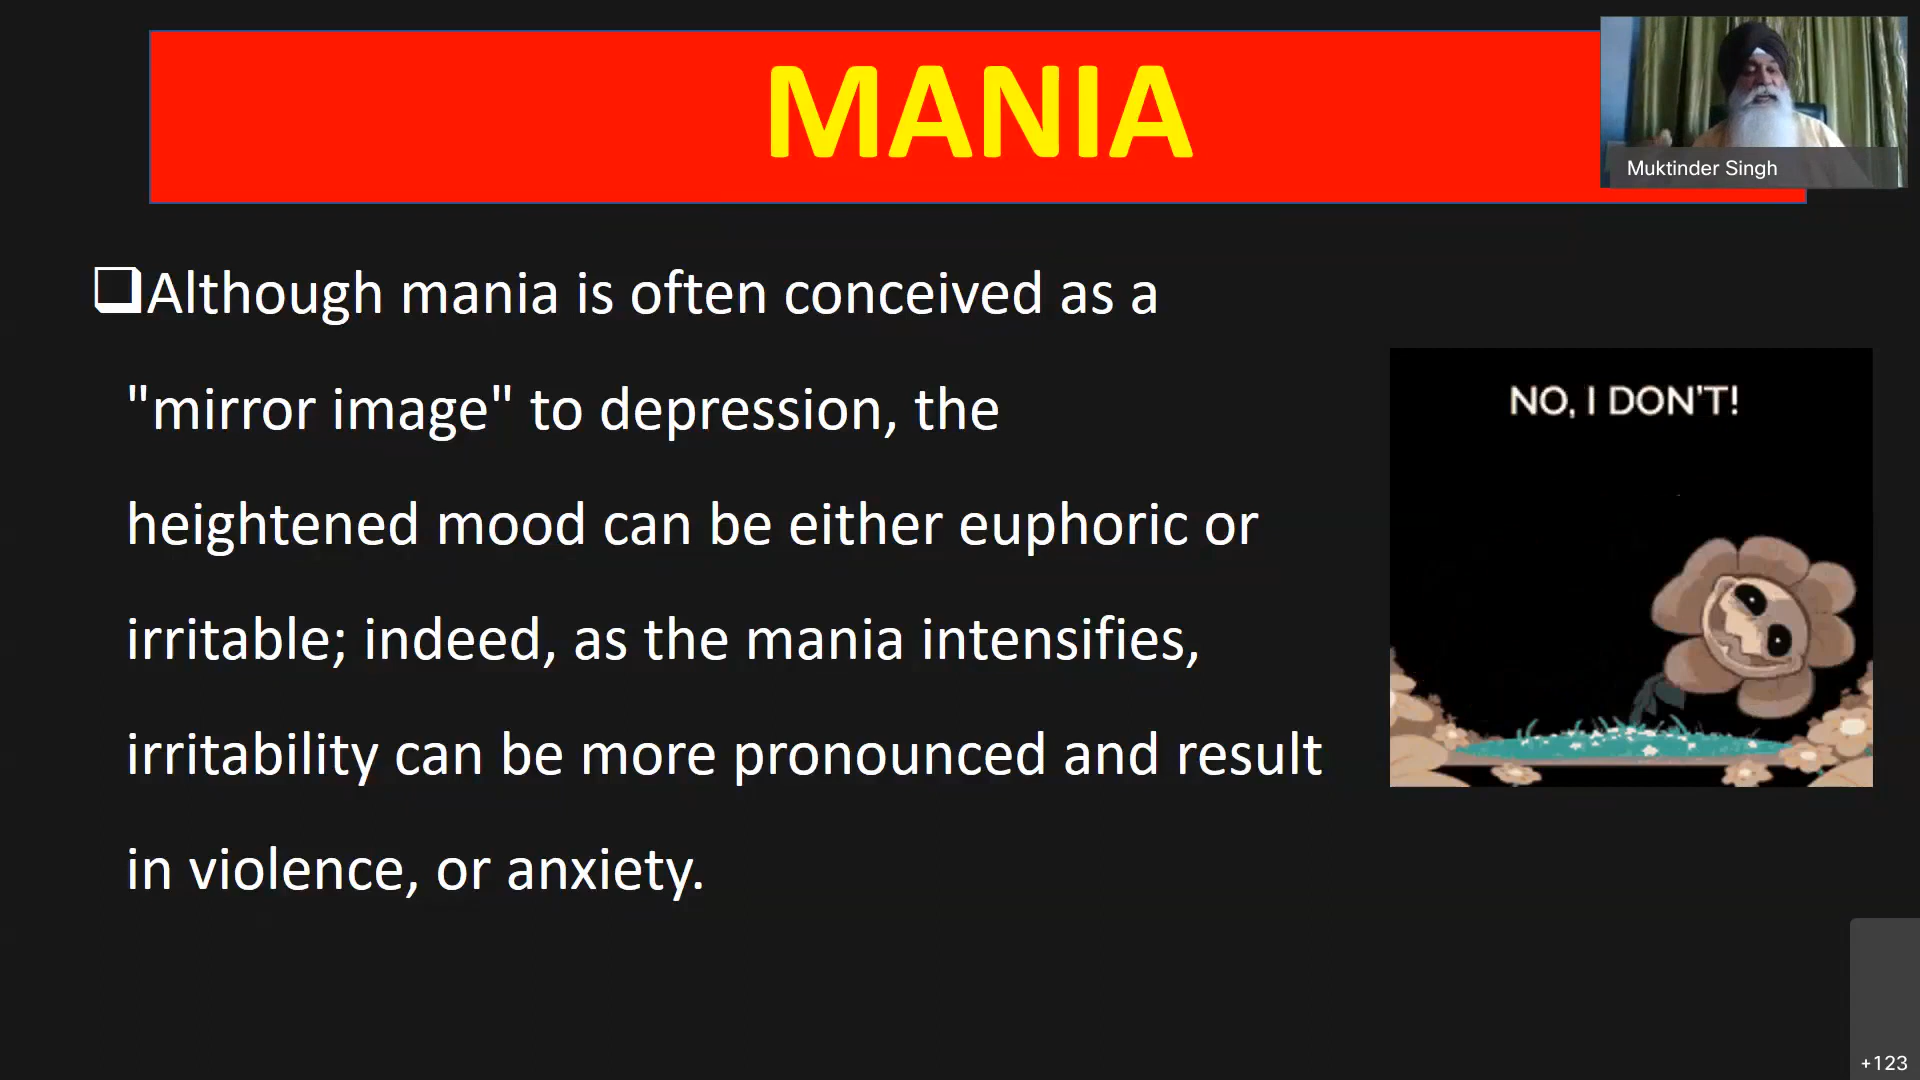 MANIA
Muktinder Singh
❑Although mania is often conceived as a
"mirror image" to depression, the
heightened mood can be either euphoric or
irritable; indeed, as the mania intensifies,
irritability can be more pronounced and result
in violence, or anxiety.
NO, I DON'T!
+123